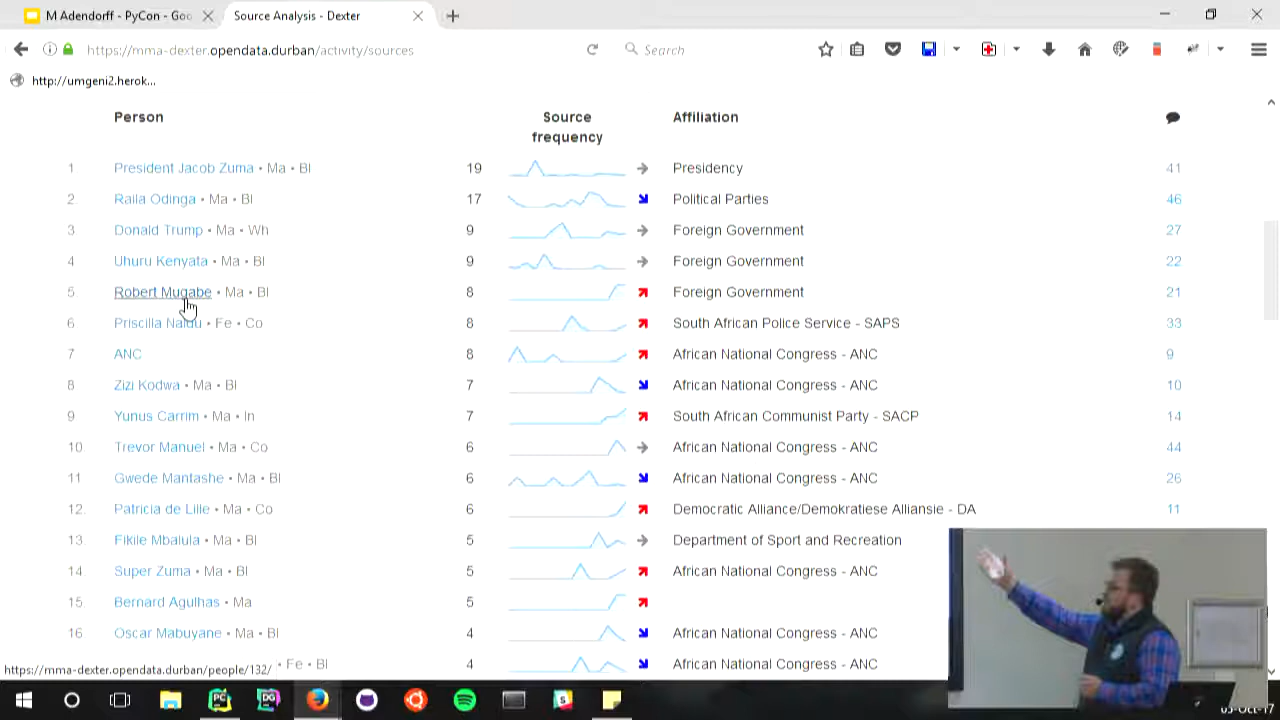 M Adendorff - PyCon - Goo
Source Analysis - Dexter
https://mma-dexter.opendata.durban/activity/sources
Search
http://umgeni2.herok...
Person Source frequency Affiliation
1 President Jacob Zuma • Ma • Bl 19 Presidency 41
2 Raila Odinga • Ma • Bl 17 Political Parties 46
3 Donald Trump • Ma • Wh 9 Foreign Government 27
4 Uhuru Kenyata • Ma • Bl 9 Foreign Government 22
5 Robert Mugabe • Ma • Bl 8 Foreign Government 21
6 Priscilla Naidu • Fe • Co 8 South African Police Service - SAPS 33
7 ANC 8 African National Congress - ANC 9
8 Zizi Kodwa • Ma • Bl 7 African National Congress - ANC 10
9 Yunus Carrim • Ma • In 7 South African Communist Party - SACP 14
10 Trevor Manuel • Ma • Co 6 African National Congress - ANC 44
11 Gwede Mantashe • Ma • Bl 6 African National Congress - ANC 26
12. Patricia de Lille • Ma • Co 6 Democratic Alliance/Demokratiese Alliansie - DA 11
13. Fikile Mbalula • Ma • Bl 5 Department of Sport and Recreation
14. Super Zuma • Ma • Bl 5 African National Congress - ANC
15. Bernard Agulhas • Ma 5
16 Oscar Mabuyane • Ma • Bl 4 African National Congress - ANC
• Fe • Bl 4 African National Congress - ANC
https://mma-dexter.opendata.durban/people/132/
PC
DG
03-Oct-17